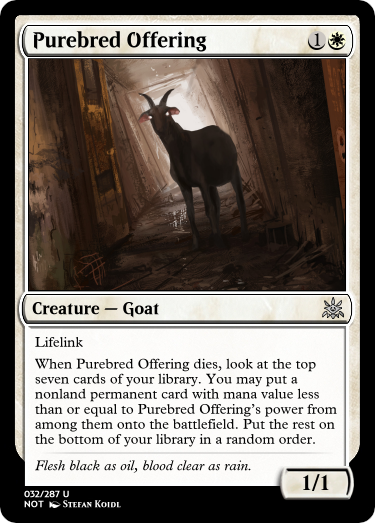 Purebred Offering 1
Creature — Goat
Lifelink
When Purebred Offering dies, look at the top
seven cards of your library. You may put a
nonland permanent card with mana value less
than or equal to Purebred Offering's power from
among them onto the battlefield. Put the rest on
the bottom of your library in a random order.
Flesh black as oil, blood clear as rain.
1/1
032/287 U
NOT Stefan Koidl